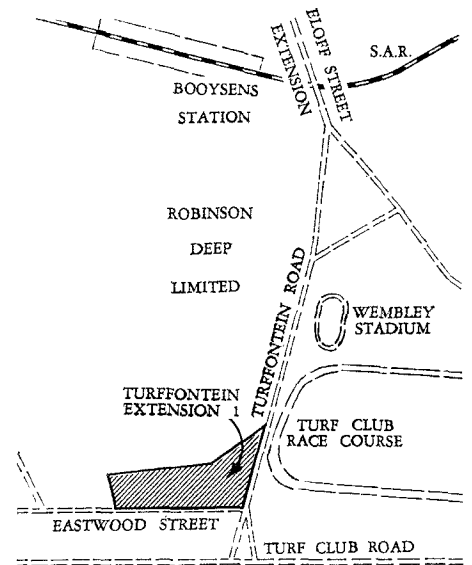 ELOFF STREET
EXTENSION
S.A.R.
BOOYSENS
STATION
ROBINSON
DEEP
LIMITED
TURFFONTEIN ROAD
WEMBLEY
STADIUM
TURFFONTEIN
EXTENSION 1
TURF CLUB
RACE COURSE
EASTWOOD STREET
TURF CLUB ROAD